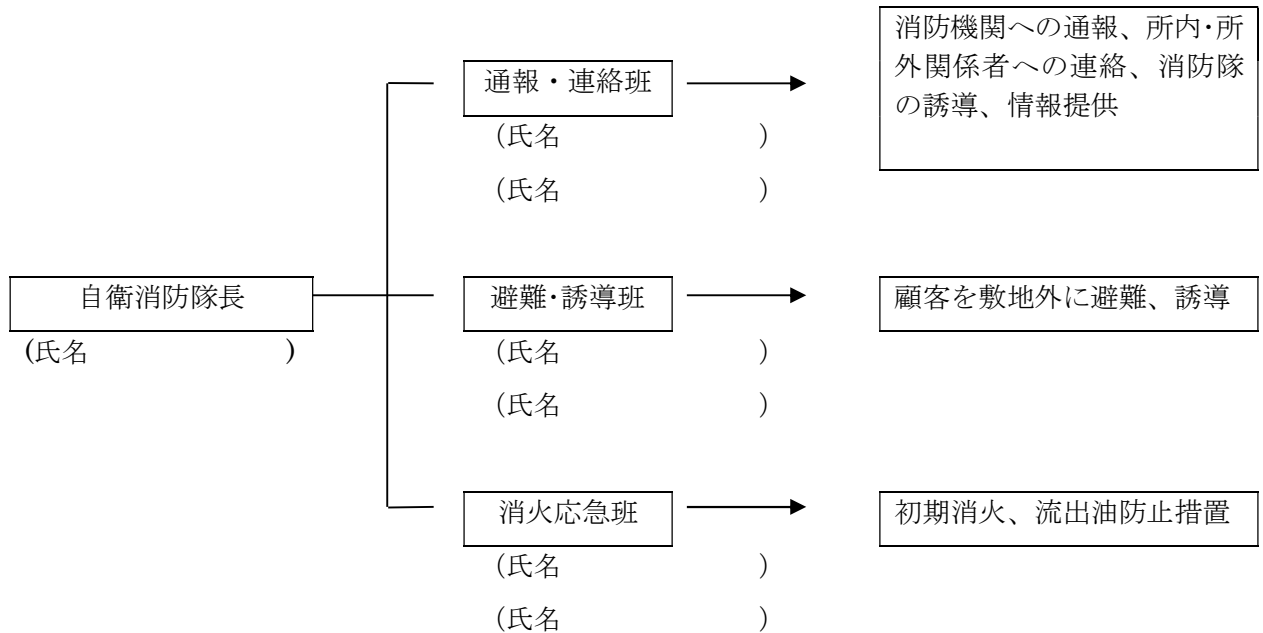 消防機関への通報、所内･所
外関係者への連絡、消防隊
の誘導、情報提供
通報・連絡班
(氏名 )
(氏名 )
自衛消防隊長
(氏名 )
避難･誘導班
(氏名 )
(氏名 )
顧客を敷地外に避難、誘導
消火応急班
(氏名 )
(氏名 )
初期消火、流出油防止措置